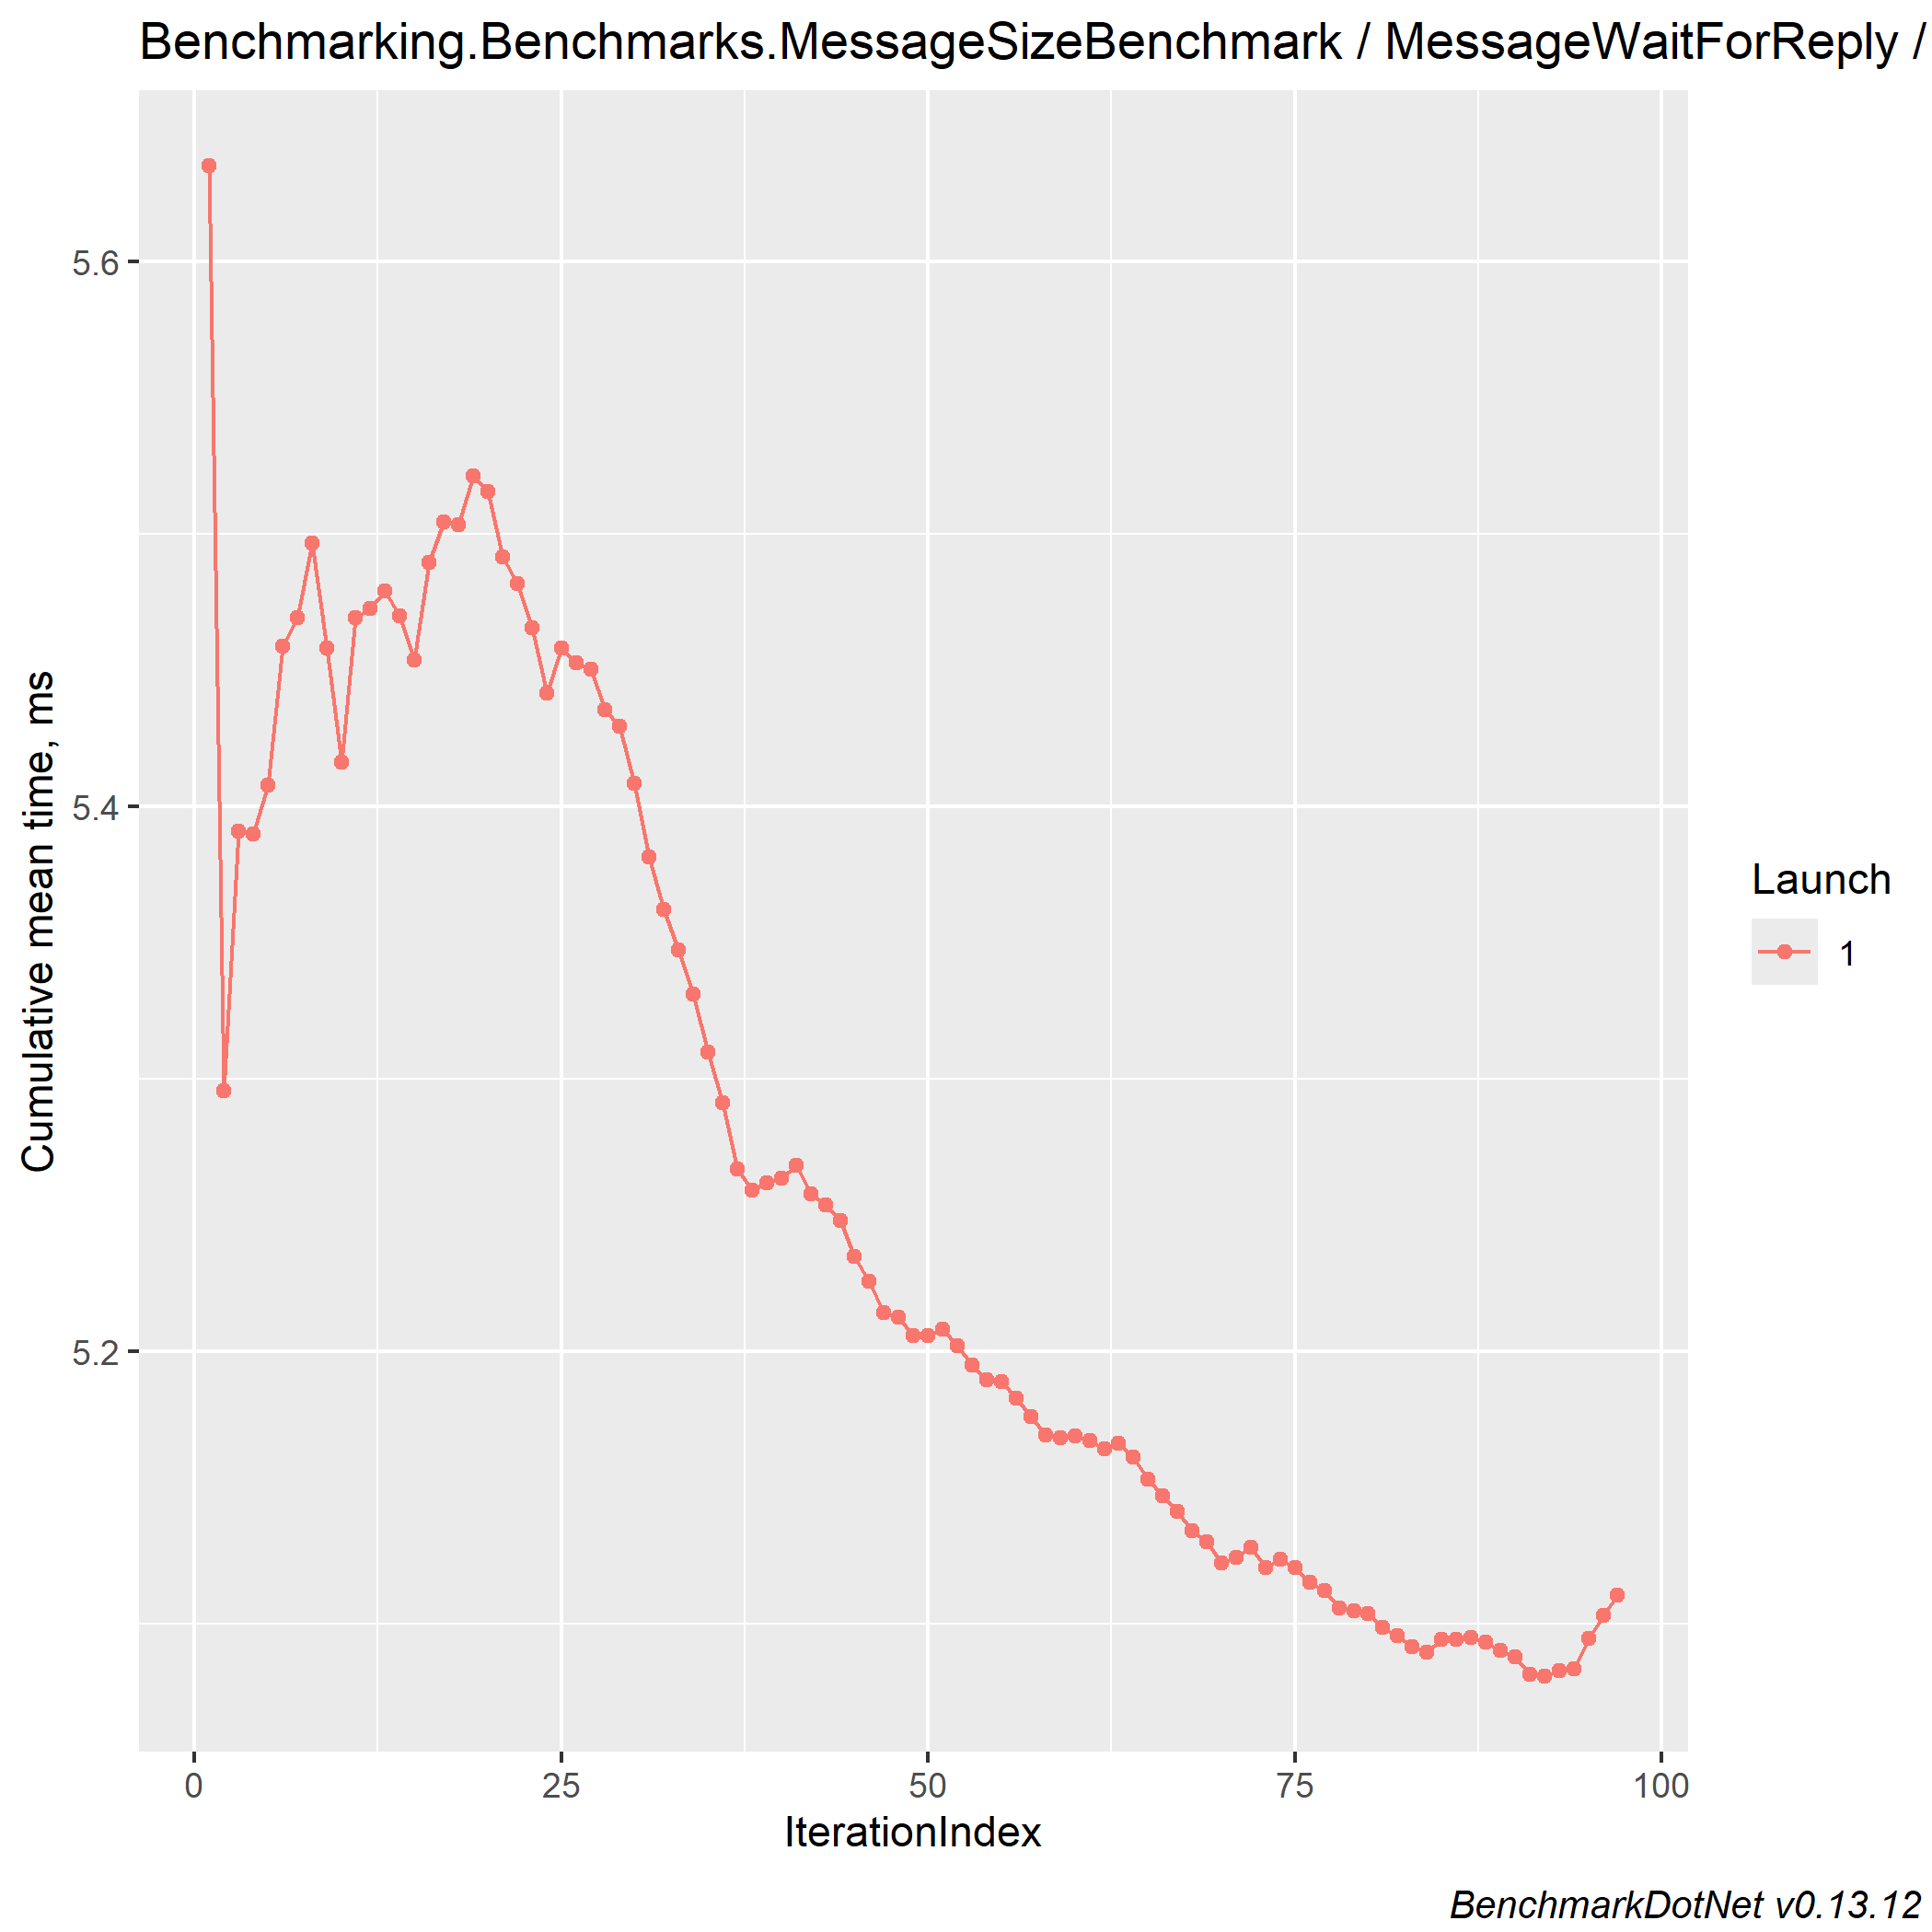 Benchmarking.Benchmarks.MessageSizeBenchmark / MessageWaitForReply /
Cumulative mean time, ms
5.6
5.4
5.2
0 25 50 75 100
IterationIndex
Launch
1
BenchmarkDotNet v0.13.12